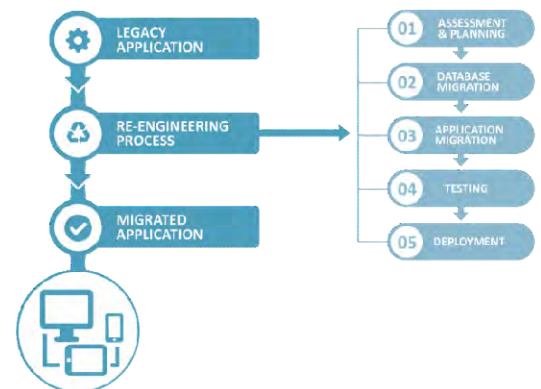 LEGACY
APPLICATION
RE-ENGINEERING
PROCESS
MIGRATED
APPLICATION
01 ASSESSMENT
& PLANNING
02 DATABASE
MIGRATION
03 APPLICATION
MIGRATION
04 TESTING
05 DEPLOYMENT